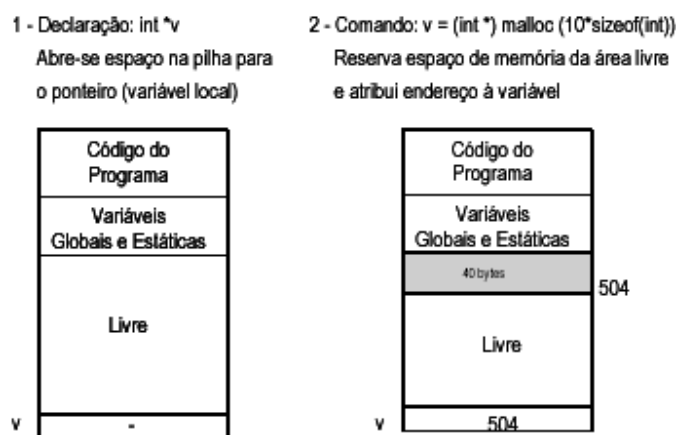 1 - Declaração: int *v
Abre-se espaço na pilha para
o ponteiro (variável local)
Código do
Programa
Variáveis
Globais e Estáticas
Livre
v
-
2 - Comando: v = (int *) malloc (10*sizeof(int))
Reserva espaço de memória da área livre
e atribui endereço à variável
Código do
Programa
Variáveis
Globais e Estáticas
40 bytes
504
Livre
v
504